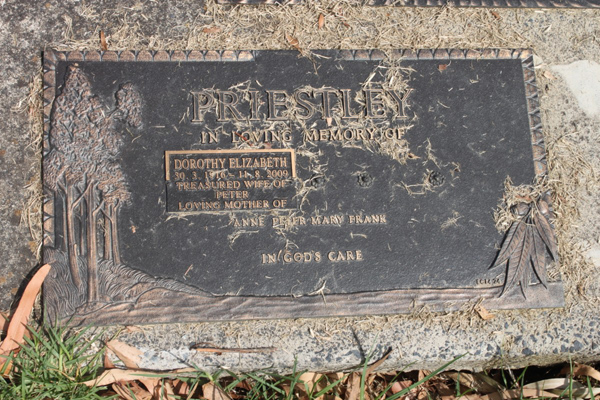 PRIESTLEY
IN LOVING MEMORY OF
DOROTHY ELIZABETH
30. 3. 1916 - 14. 8. 2009
TREASURED WIFE OF
PETER
LOVING MOTHER OF
ANNE PETER MARY FRANK
IN GOD'S CARE